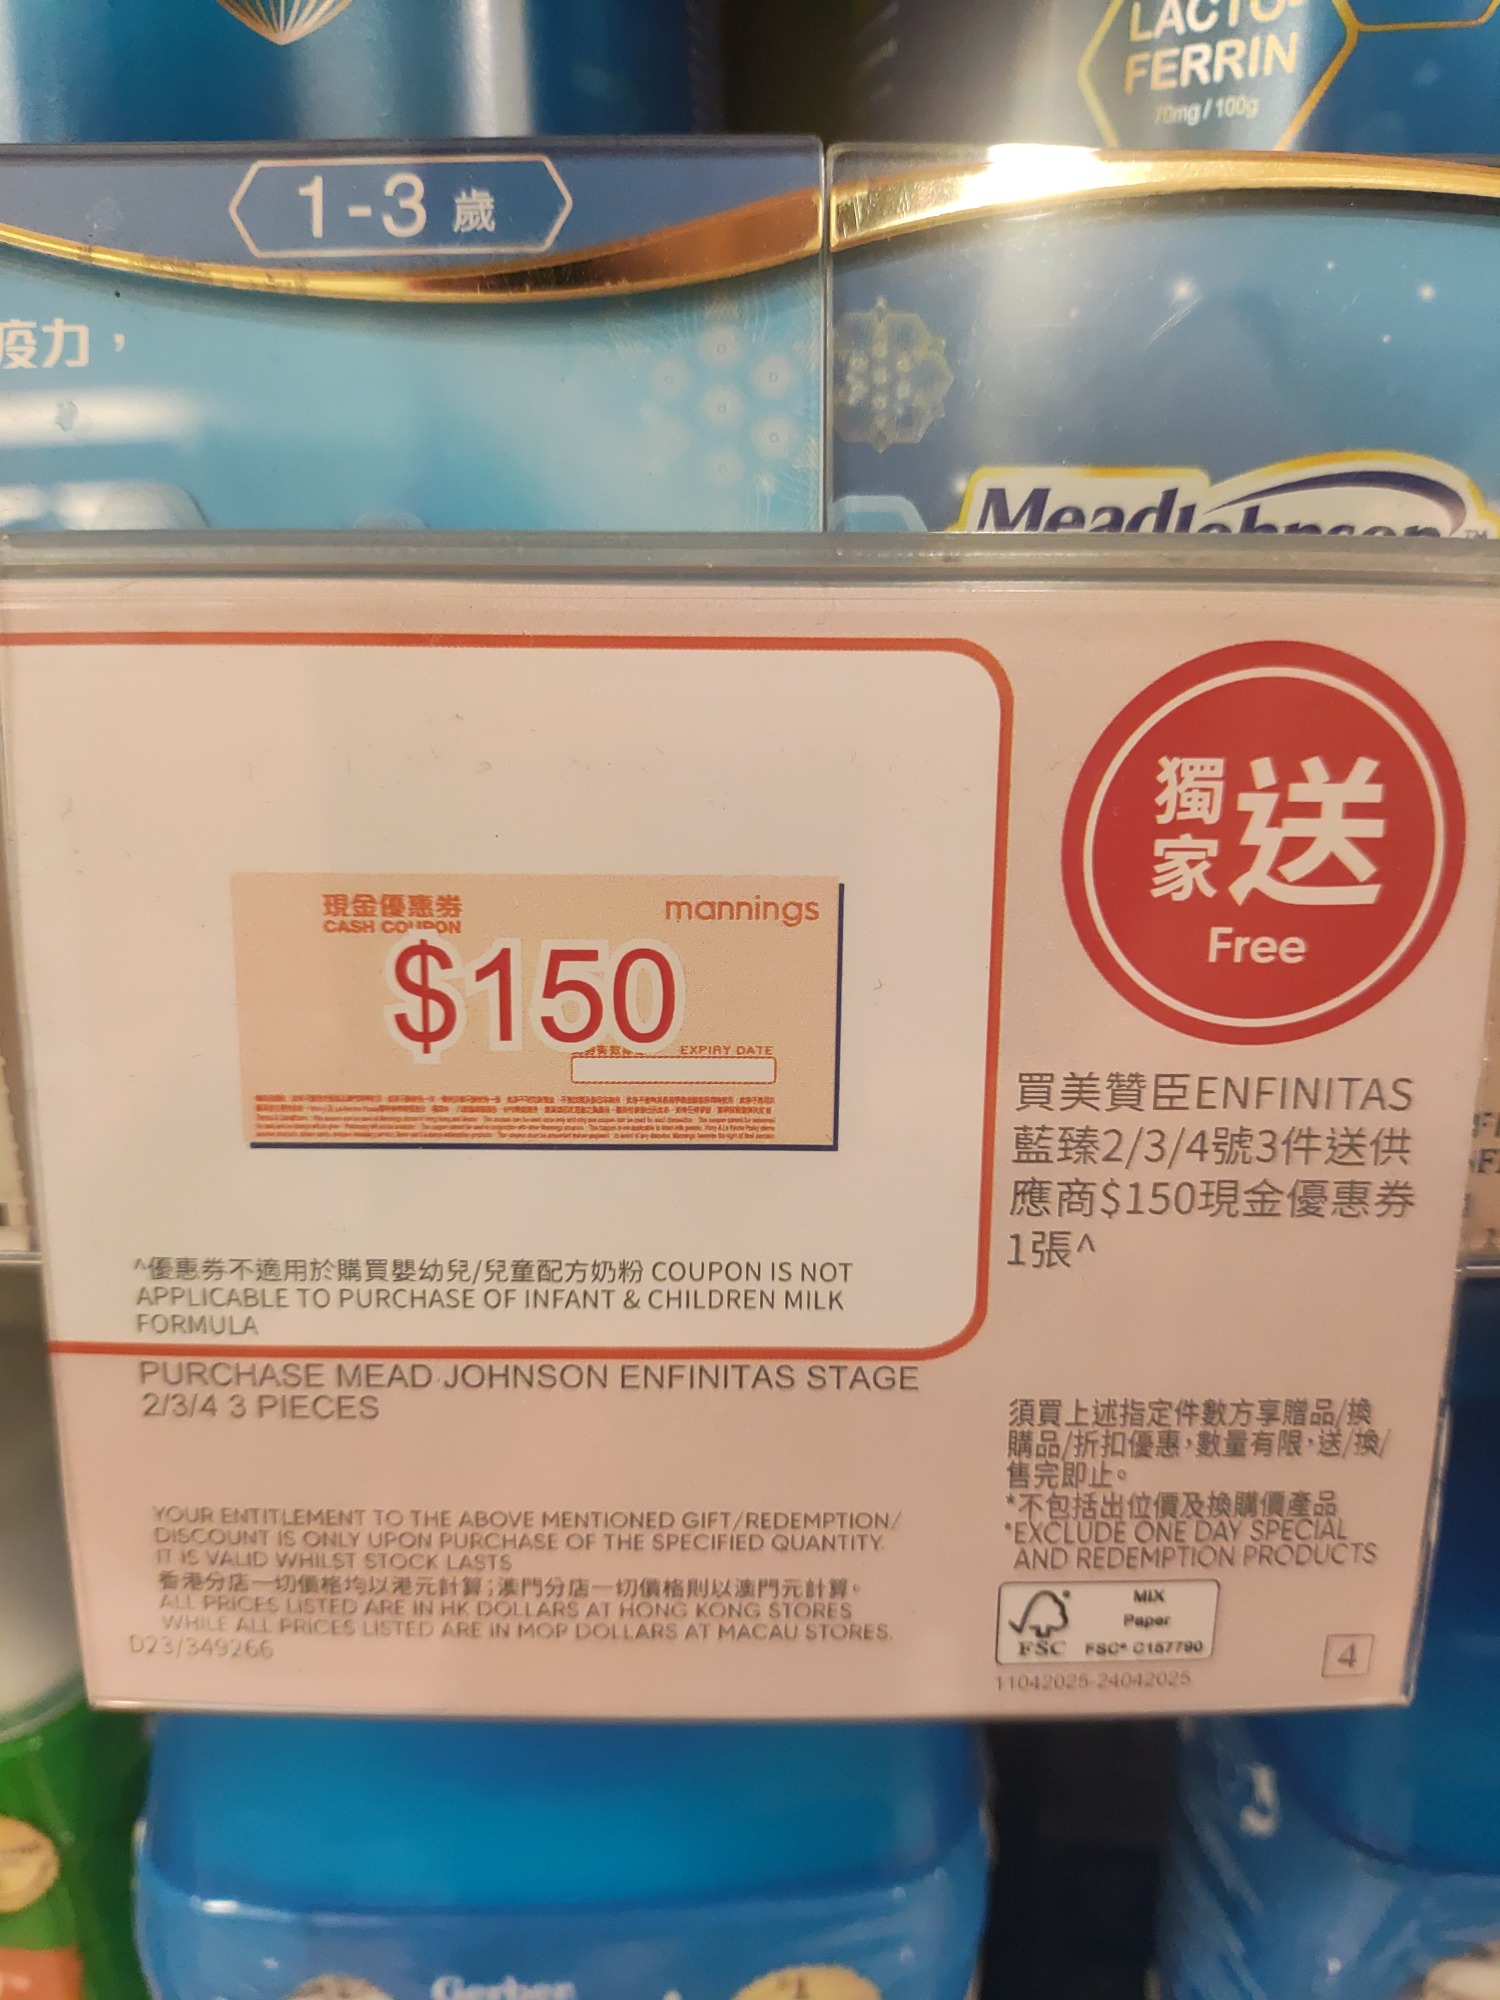 LACTO-
FERRIN
70mg / 100g
1-3 歲
疫力，
MeadJohnson™
現金優惠券
CASH COUPON
mannings
$150
EXPIRY DATE
^優惠券不適用於購買嬰幼兒/兒童配方奶粉 COUPON IS NOT
APPLICABLE TO PURCHASE OF INFANT & CHILDREN MILK
FORMULA
PURCHASE MEAD JOHNSON ENFINITAS STAGE
2/3/4 3 PIECES
YOUR ENTITLEMENT TO THE ABOVE MENTIONED GIFT/REDEMPTION/
DISCOUNT IS ONLY UPON PURCHASE OF THE SPECIFIED QUANTITY.
IT IS VALID WHILST STOCK LASTS
香港分店一切價格均以港元計算；澳門分店一切價格則以澳門元計算。
ALL PRICES LISTED ARE IN HK DOLLARS AT HONG KONG STORES
WHILE ALL PRICES LISTED ARE IN MOP DOLLARS AT MACAU STORES.
D23/349266
獨家送
Free
買美贊臣ENFINITAS
藍臻2/3/4號3件送供
應商$150現金優惠券
1張^
須買上述指定件數方享贈品/換
購品/折扣優惠，數量有限，送/換/
售完即止。
*不包括出位價及換購價產品
*EXCLUDE ONE DAY SPECIAL
AND REDEMPTION PRODUCTS
FSC
MIX
Paper
FSC® C157790
11042025-24042025
4
3
Gerber